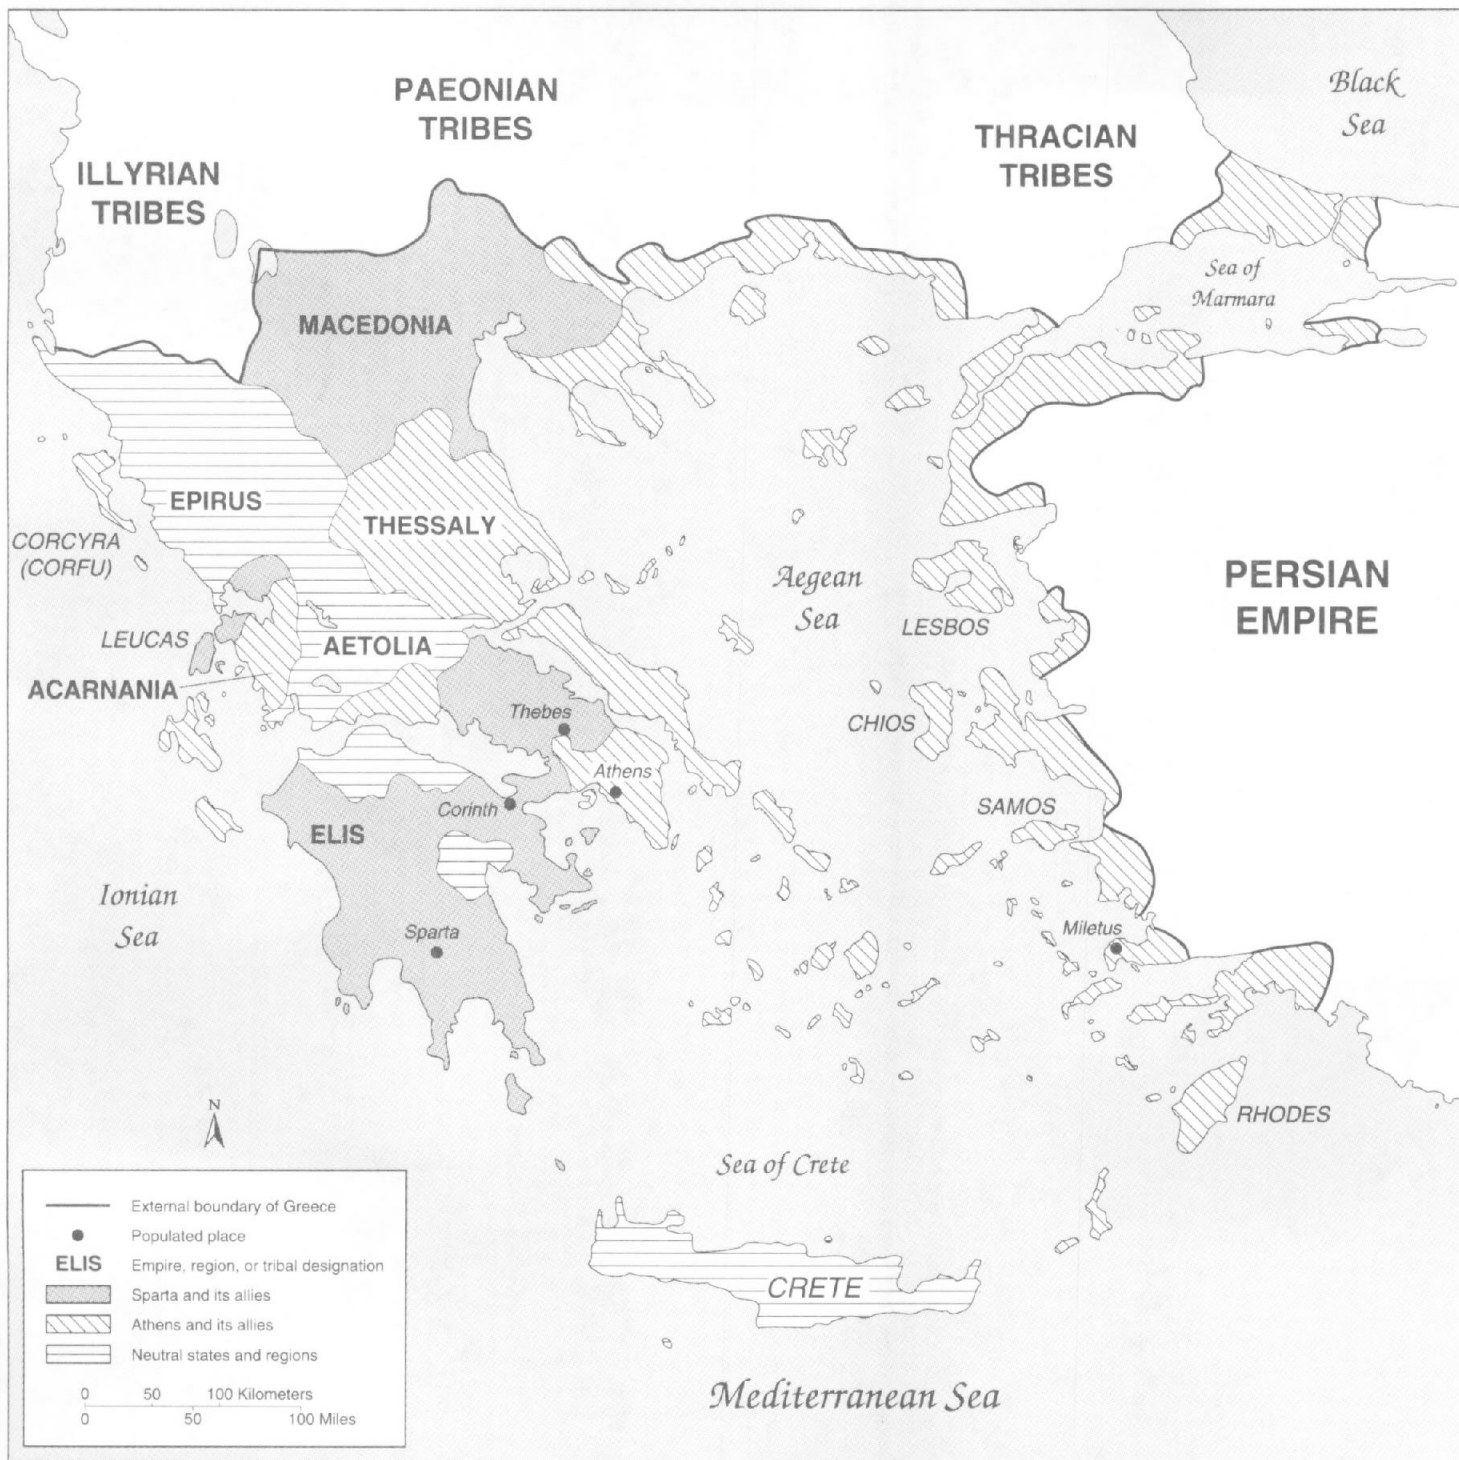 PAEONIAN
TRIBES
Black
Sea
THRACIAN
TRIBES
ILLYRIAN
TRIBES
Sea of
Marmara
MACEDONIA
EPIRUS
THESSALY
CORCYRA
(CORFU)
Aegean
Sea
PERSIAN
EMPIRE
LEUCAS
AETOLIA
LESBOS
ACARNANIA
Thebes
CHIOS
Athens
Corinth
SAMOS
ELIS
Ionian
Sea
Sparta
Miletus
N
RHODES
Sea of Crete
CRETE
Mediterranean Sea
External boundary of Greece
Populated place
ELIS Empire, region, or tribal designation
Sparta and its allies
Athens and its allies
Neutral states and regions
0 50 100 Kilometers
0 50 100 Miles